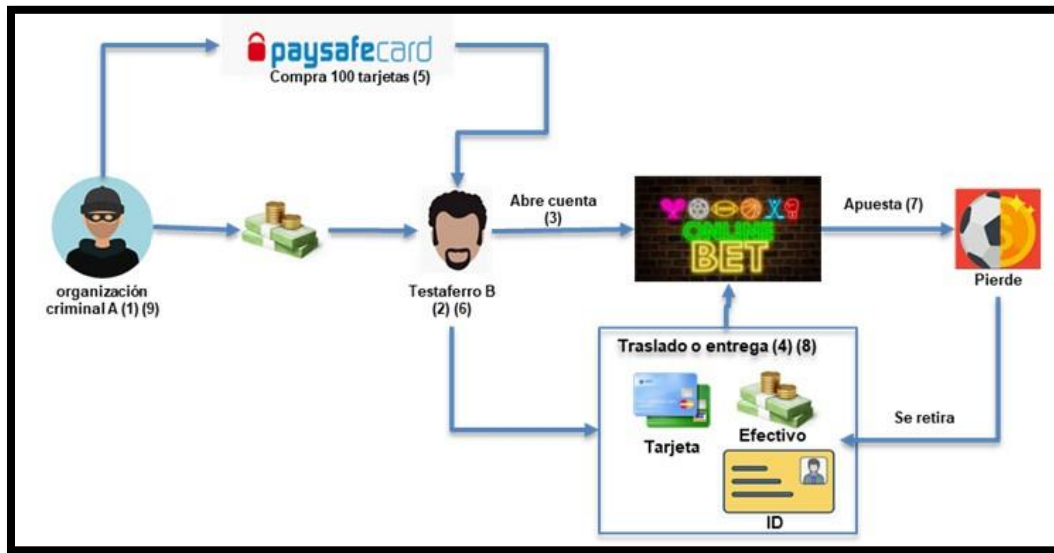 paysafecard
Compra 100 tarjetas (5)
Abre cuenta
(3)
ONLINE
BET
Apuesta (7)
organización
criminal A (1) (9)
Testaferro B
(2) (6)
Pierde
Traslado o entrega (4) (8)
Tarjeta
Efectivo
Se retira
ID